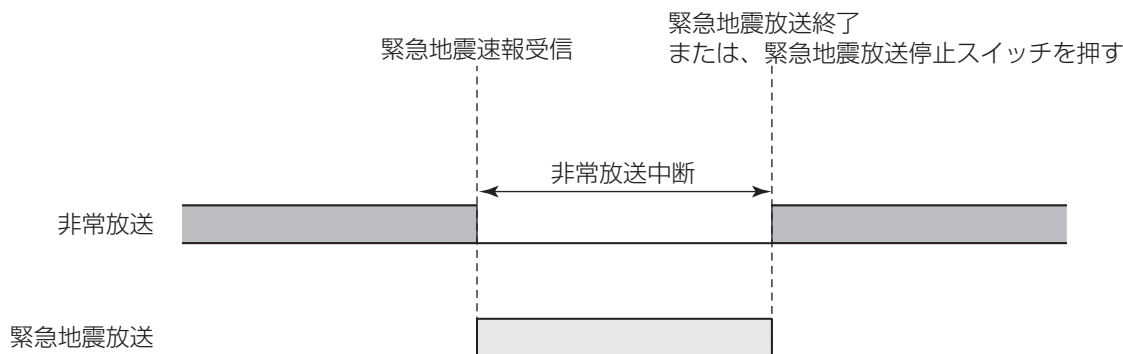 緊急地震放送終了
または、緊急地震放送停止スイッチを押す
緊急地震速報受信
非常放送中断
非常放送
緊急地震放送